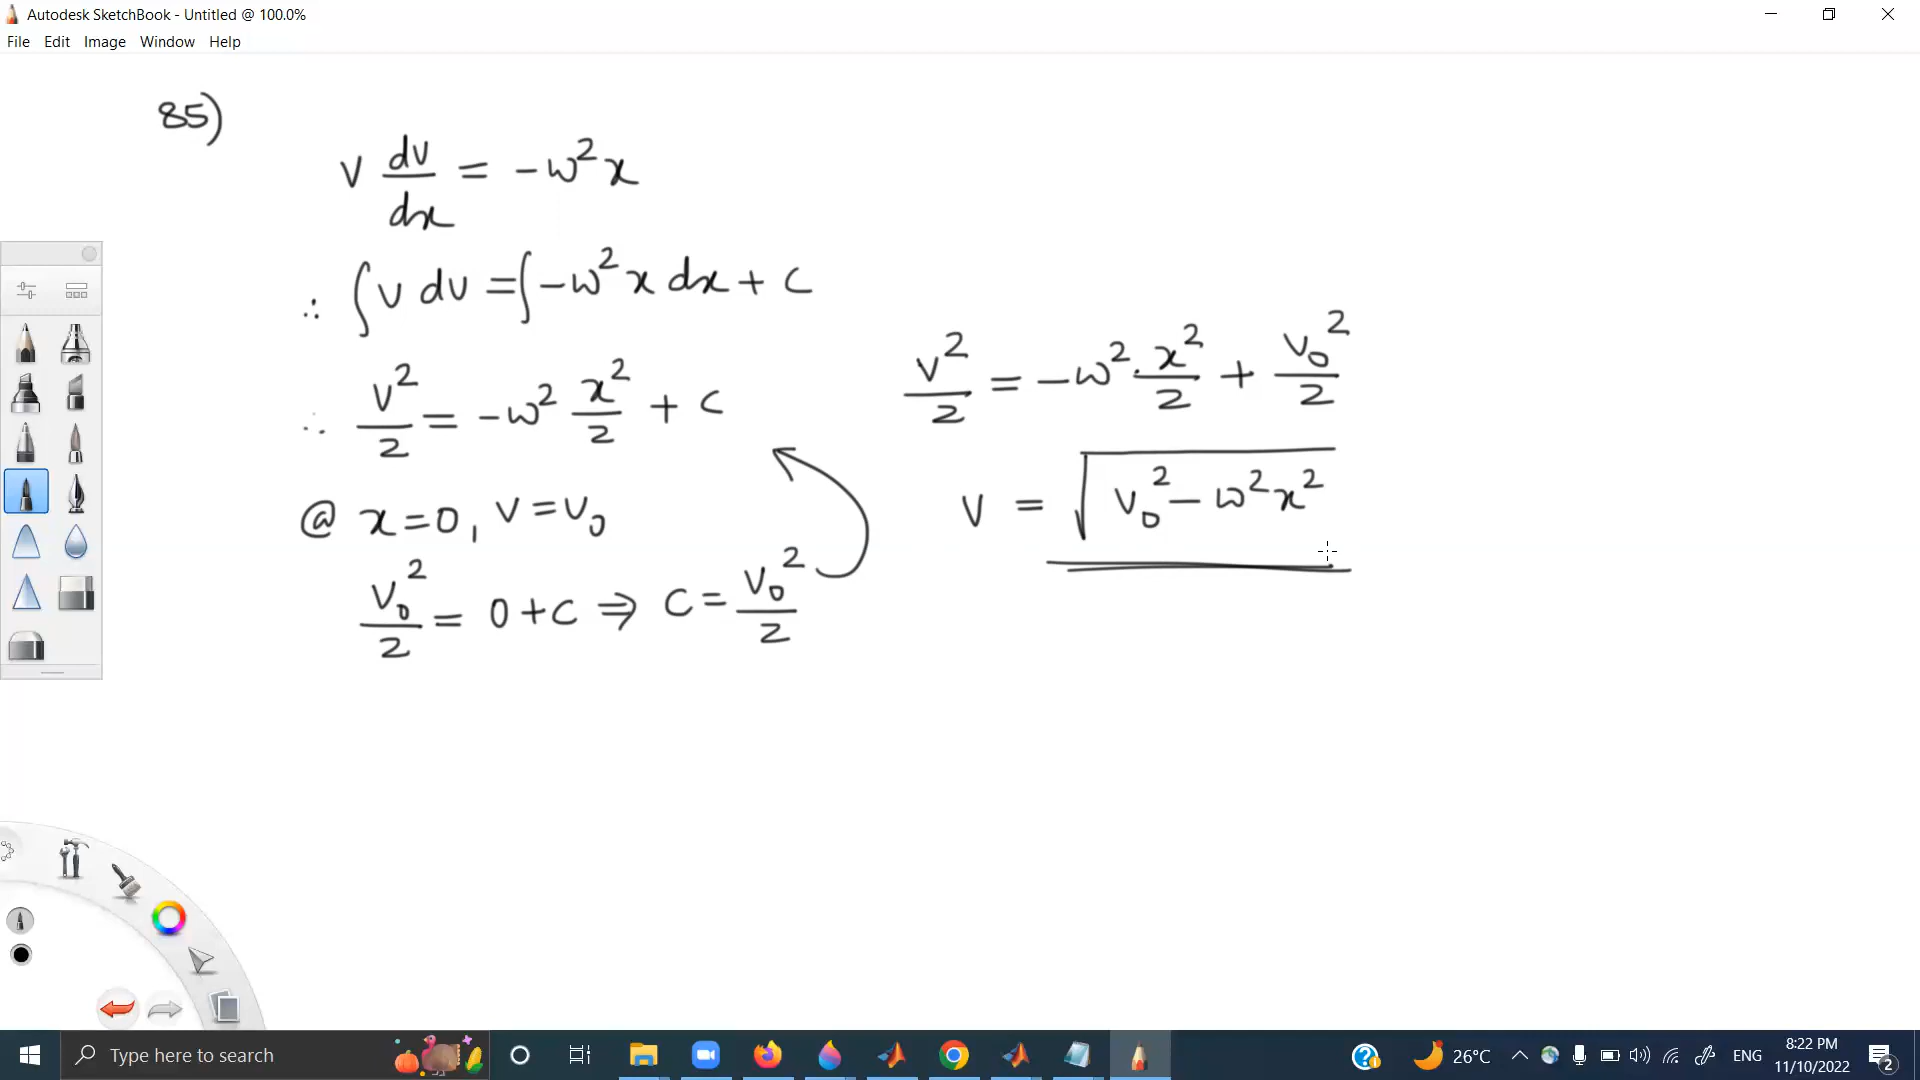 Autodesk SketchBook - Untitled @ 100.0%
File Edit Image Window Help
85)
v dv/dx = -ω²x
∴ ∫v dv = ∫-ω²x dx + c
∴ v²/2 = -ω² x²/2 + c
@ x=0, v=v₀
v₀²/2 = 0+c ⇒ c = v₀²/2
v²/2 = -ω².x²/2 + v₀²/2
v = √(v₀² - ω²x²)
Type here to search
26°C
ENG
8:22 PM
11/10/2022
2